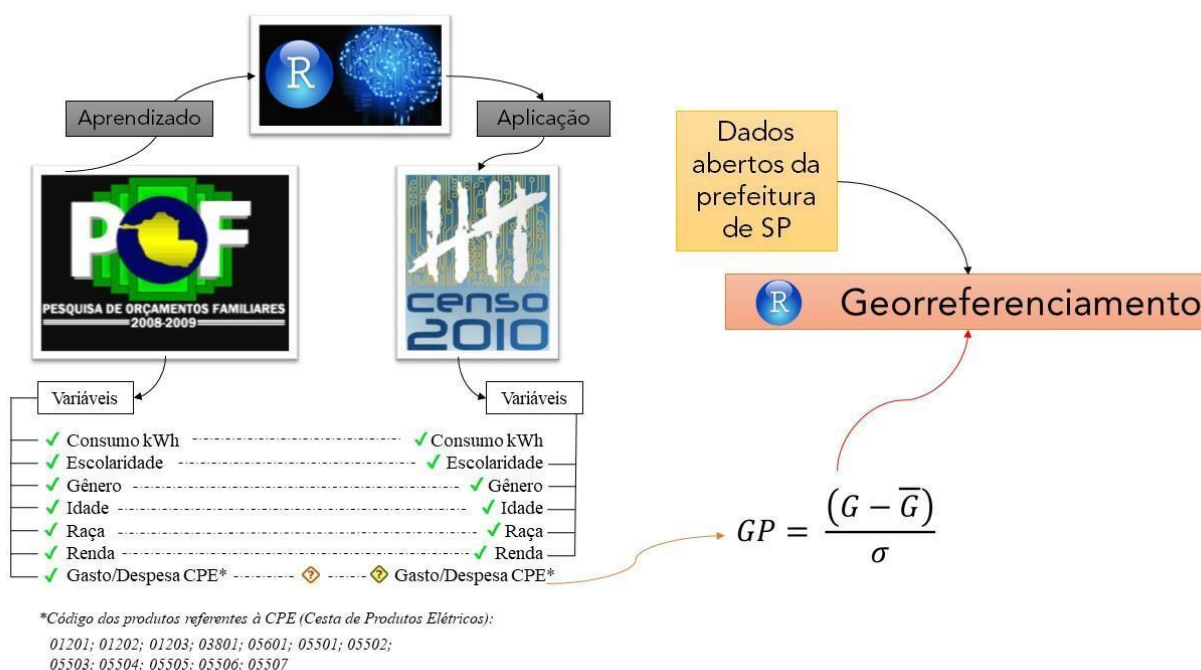 R
Aprendizado
Aplicação
POF
PESQUISA DE ORÇAMENTOS FAMILIARES
2008-2009
censo
2010
Variáveis
Variáveis
Consumo kWh
Consumo kWh
Escolaridade
Escolaridade
Gênero
Gênero
Idade
Idade
Raça
Raça
Renda
Renda
Gasto/Despesa CPE* ? ? Gasto/Despesa CPE*
*Código dos produtos referentes à CPE (Cesta de Produtos Elétricos):
01201; 01202; 01203; 03801; 05601; 05501; 05502;
05503; 05504; 05505; 05506; 05507
Dados
abertos da
prefeitura
de SP
R Georreferenciamento
GP = (G − G̅) / σ